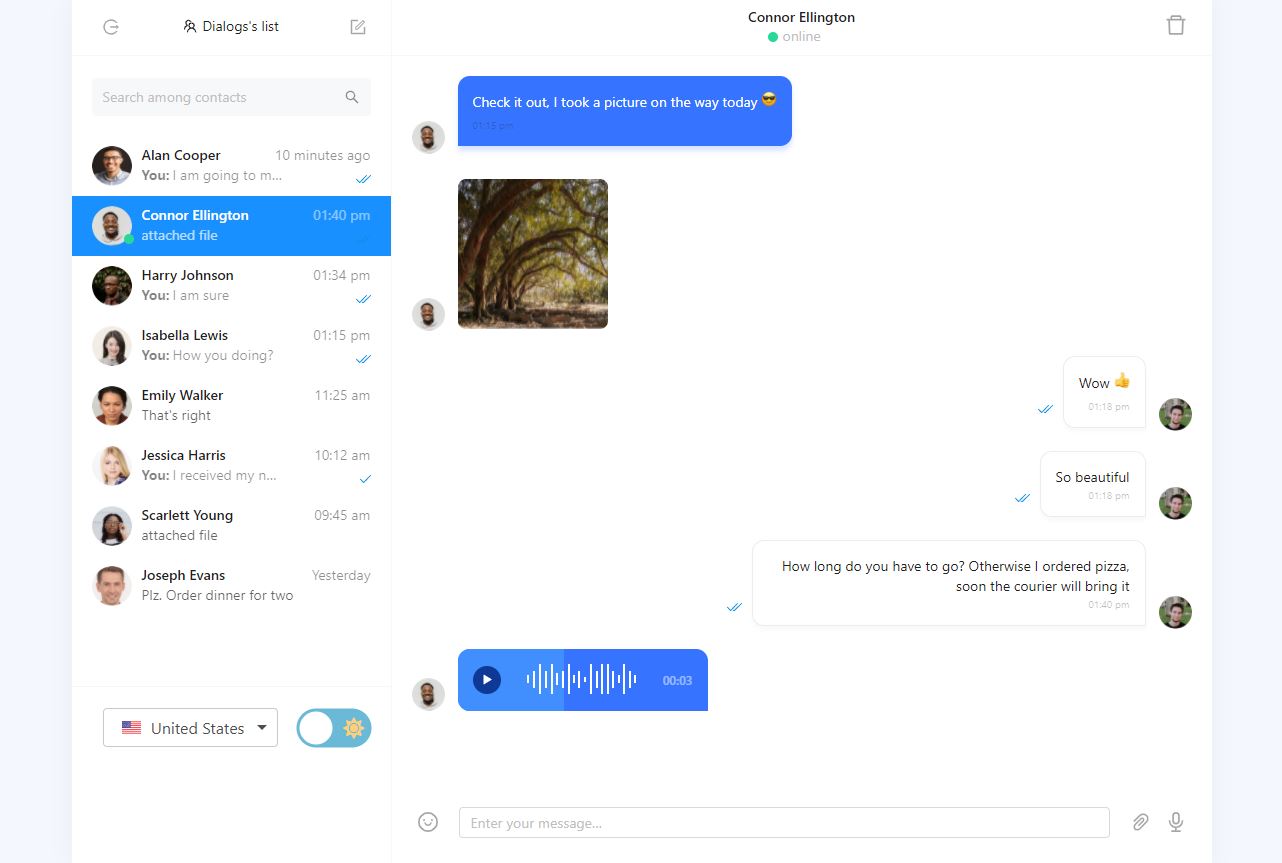 Dialogs's list
Search among contacts
Alan Cooper 10 minutes ago
You: I am going to m...
Connor Ellington 01:40 pm
attached file
Harry Johnson 01:34 pm
You: I am sure
Isabella Lewis 01:15 pm
You: How you doing?
Emily Walker 11:25 am
That's right
Jessica Harris 10:12 am
You: I received my n...
Scarlett Young 09:45 am
attached file
Joseph Evans Yesterday
Plz. Order dinner for two
United States
Connor Ellington
online
Check it out, I took a picture on the way today 😎
01:15 pm
Wow 👍
01:18 pm
So beautiful
01:18 pm
How long do you have to go? Otherwise I ordered pizza,
soon the courier will bring it
01:40 pm
00:03
Enter your message...